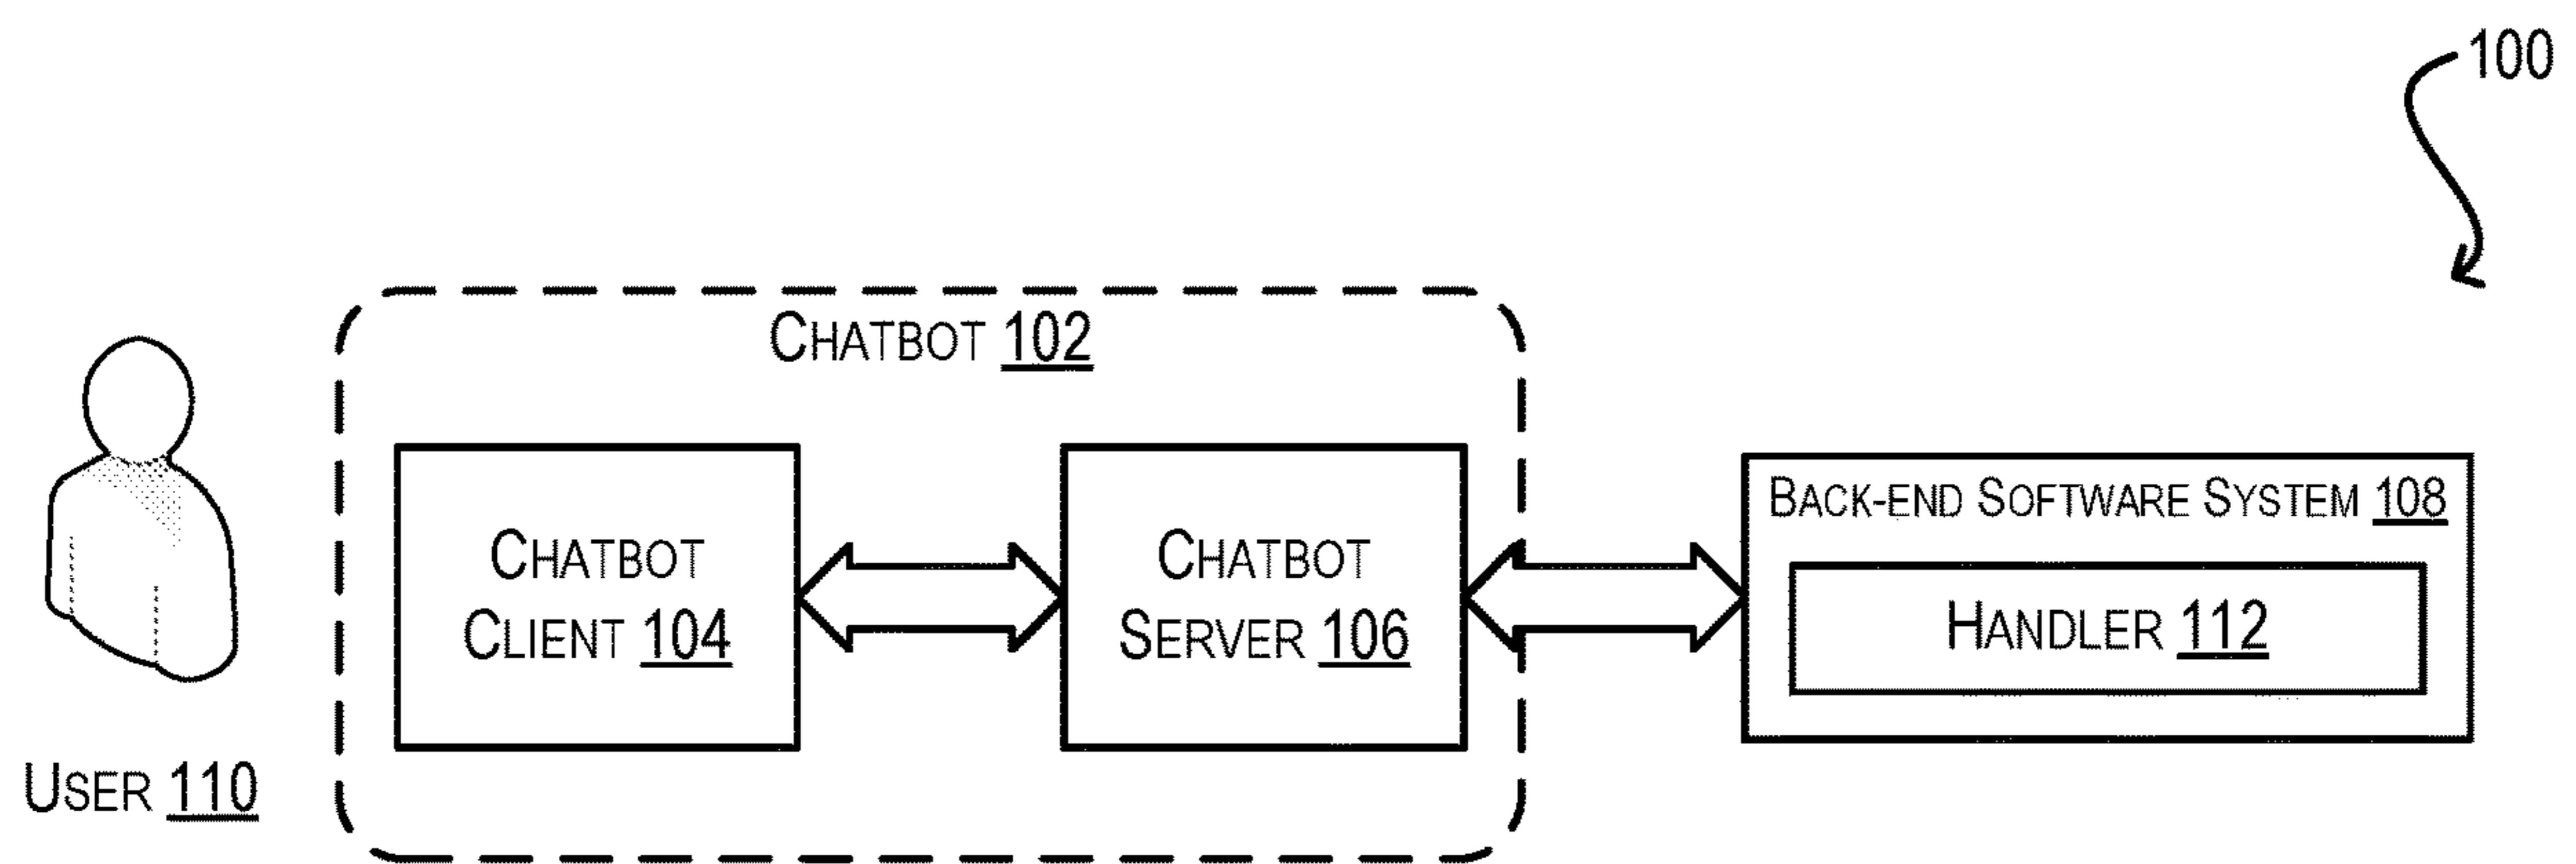 100
CHATBOT 102
CHATBOT
CLIENT 104
CHATBOT
SERVER 106
BACK-END SOFTWARE SYSTEM 108
HANDLER 112
USER 110